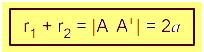 r₁ + r₂ = |A A'| = 2a